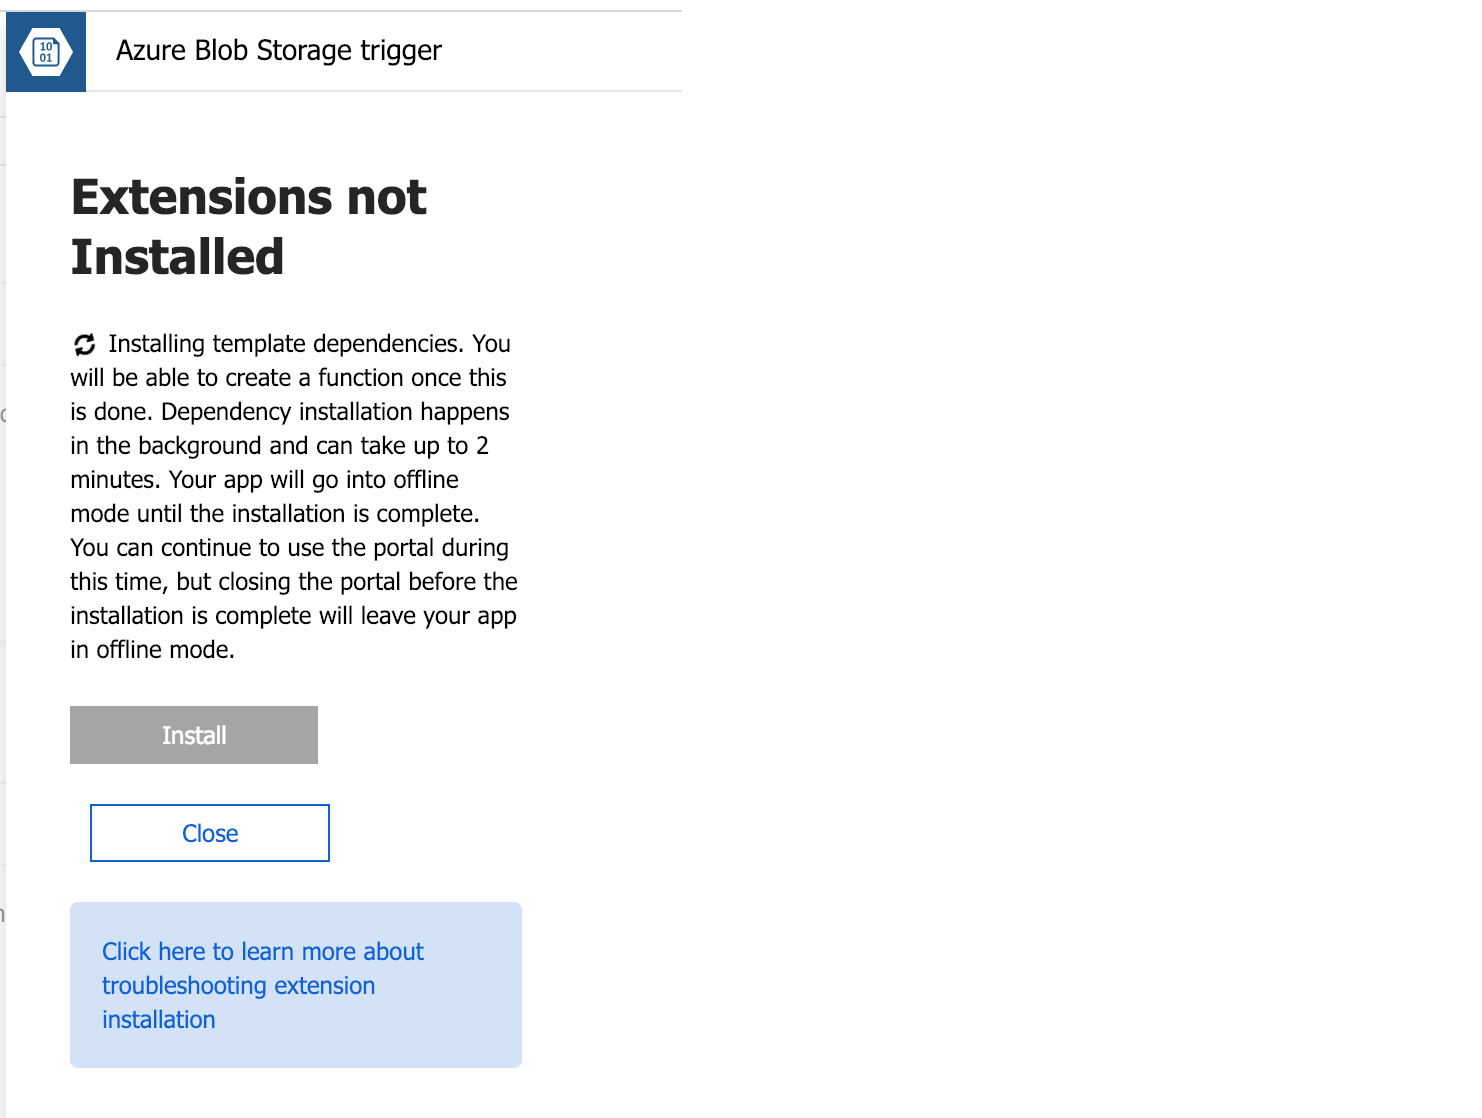 10
01
Azure Blob Storage trigger
Extensions not
Installed
Installing template dependencies. You
will be able to create a function once this
is done. Dependency installation happens
in the background and can take up to 2
minutes. Your app will go into offline
mode until the installation is complete.
You can continue to use the portal during
this time, but closing the portal before the
installation is complete will leave your app
in offline mode.
Install
Close
Click here to learn more about
troubleshooting extension
installation